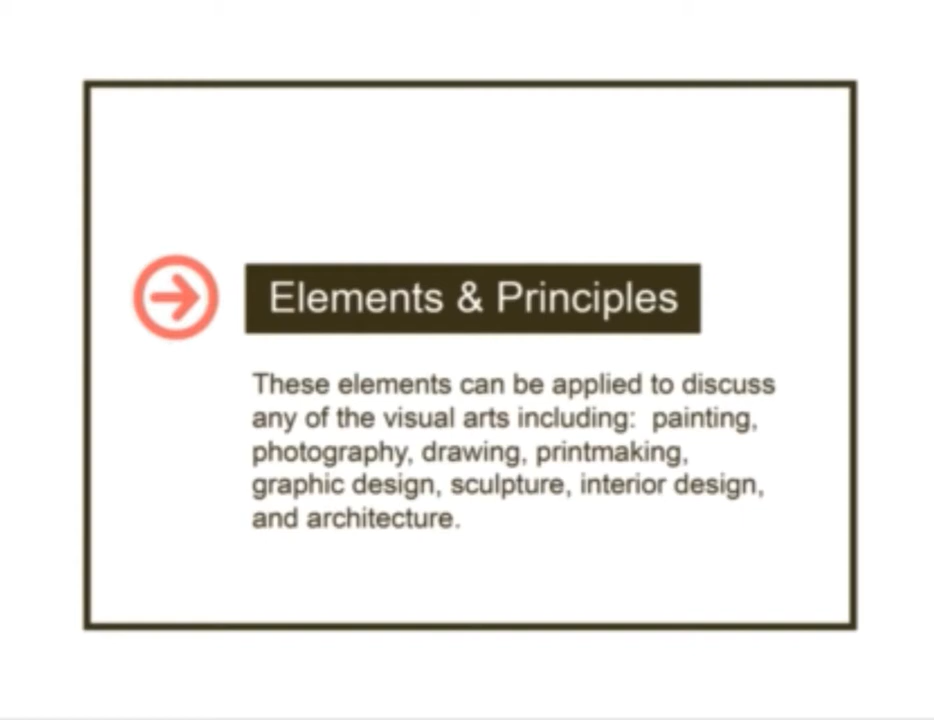 Elements & Principles
These elements can be applied to discuss
any of the visual arts including:  painting,
photography, drawing, printmaking,
graphic design, sculpture, interior design,
and architecture.